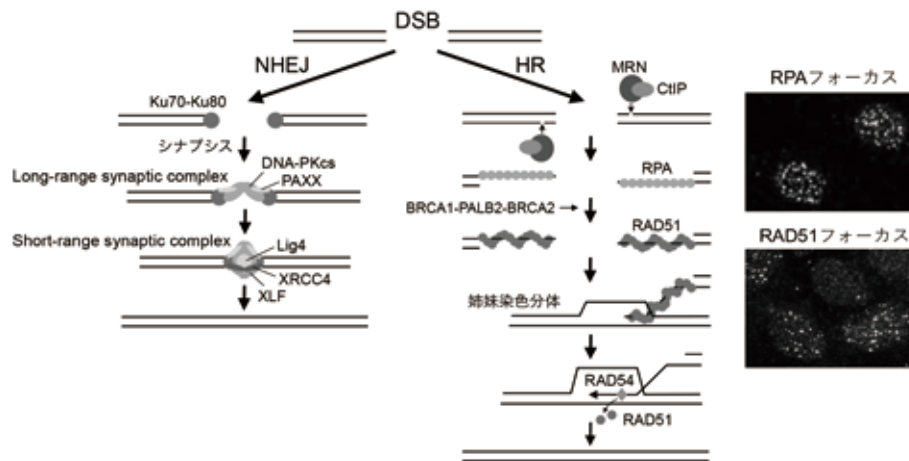 DSB
NHEJ
HR
Ku70-Ku80
シナプシス
DNA-PKcs
PAXX
Long-range synaptic complex
Short-range synaptic complex
Lig4
XRCC4
XLF
MRN
CtIP
RPA
BRCA1-PALB2-BRCA2
RAD51
姉妹染色分体
RAD54
RAD51
RPAフォーカス
RAD51フォーカス